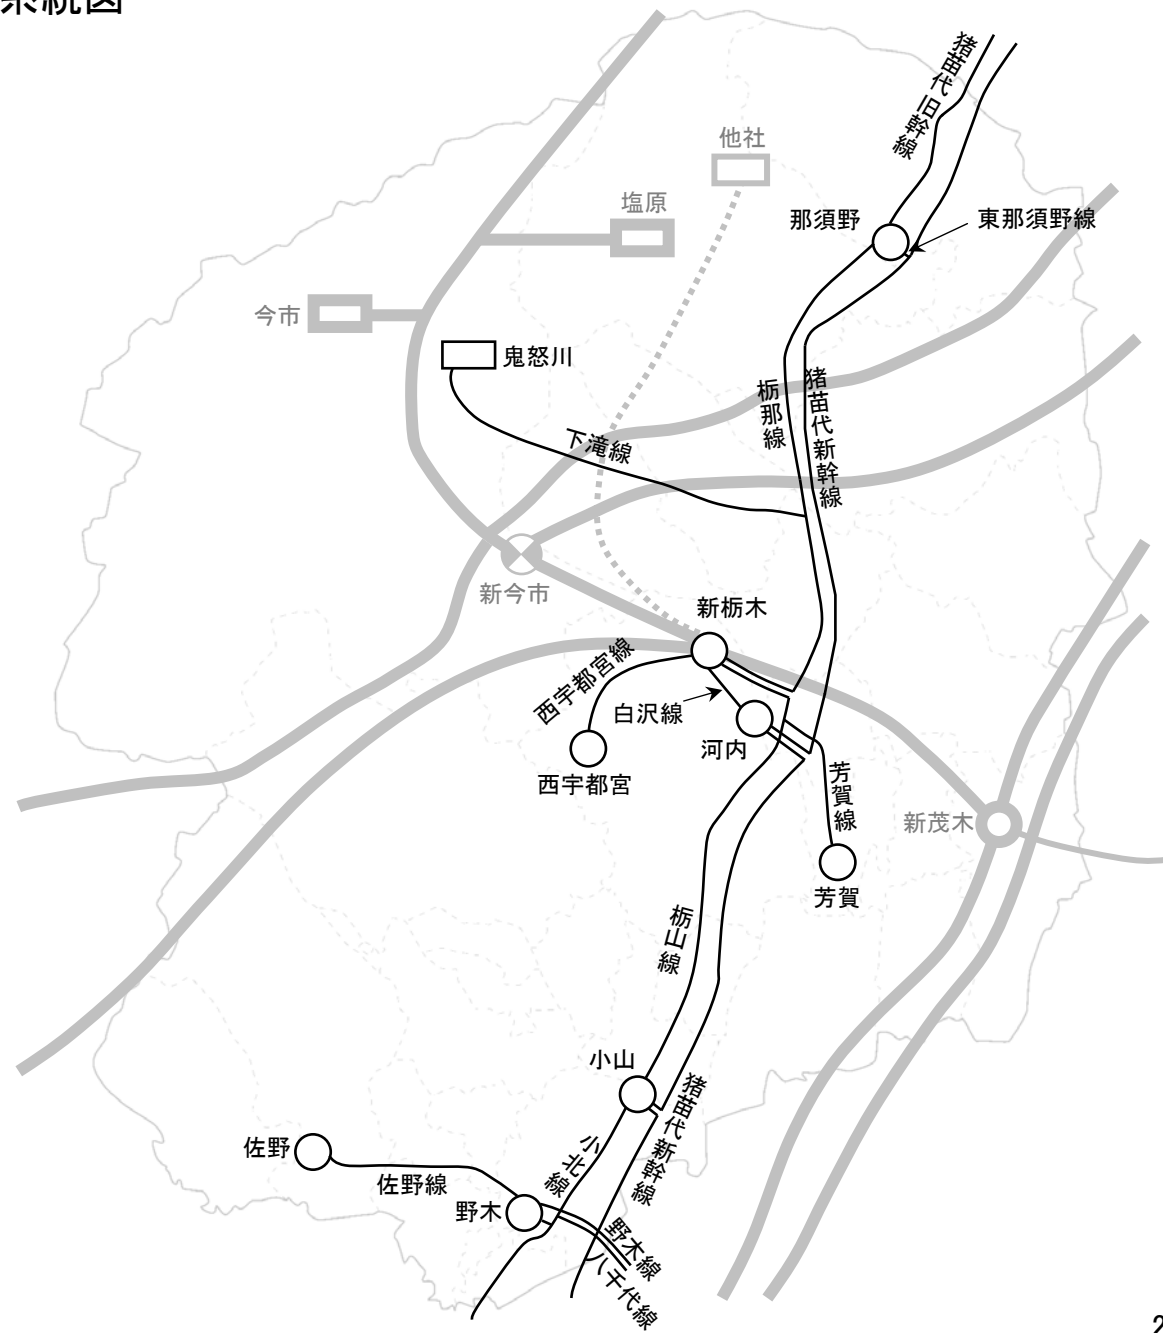 系統図
猪苗代旧幹線
他社
塩原
那須野
東那須野線
今市
鬼怒川
栃那線
猪苗代新幹線
下滝線
新今市
新栃木
西宇都宮線
白沢線
河内
西宇都宮
芳賀線
新茂木
芳賀
栃山線
小山
猪苗代新幹線
小北線
佐野
佐野線
野木
野木線
八千代線
2